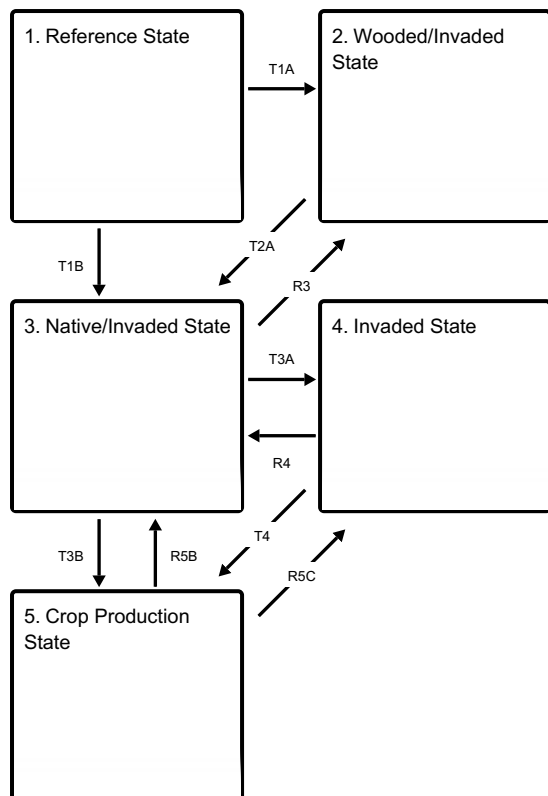 1. Reference State
2. Wooded/Invaded
State
T1A
T1B
T2A
R3
3. Native/Invaded State
4. Invaded State
T3A
R4
T3B
R5B
T4
R5C
5. Crop Production
State